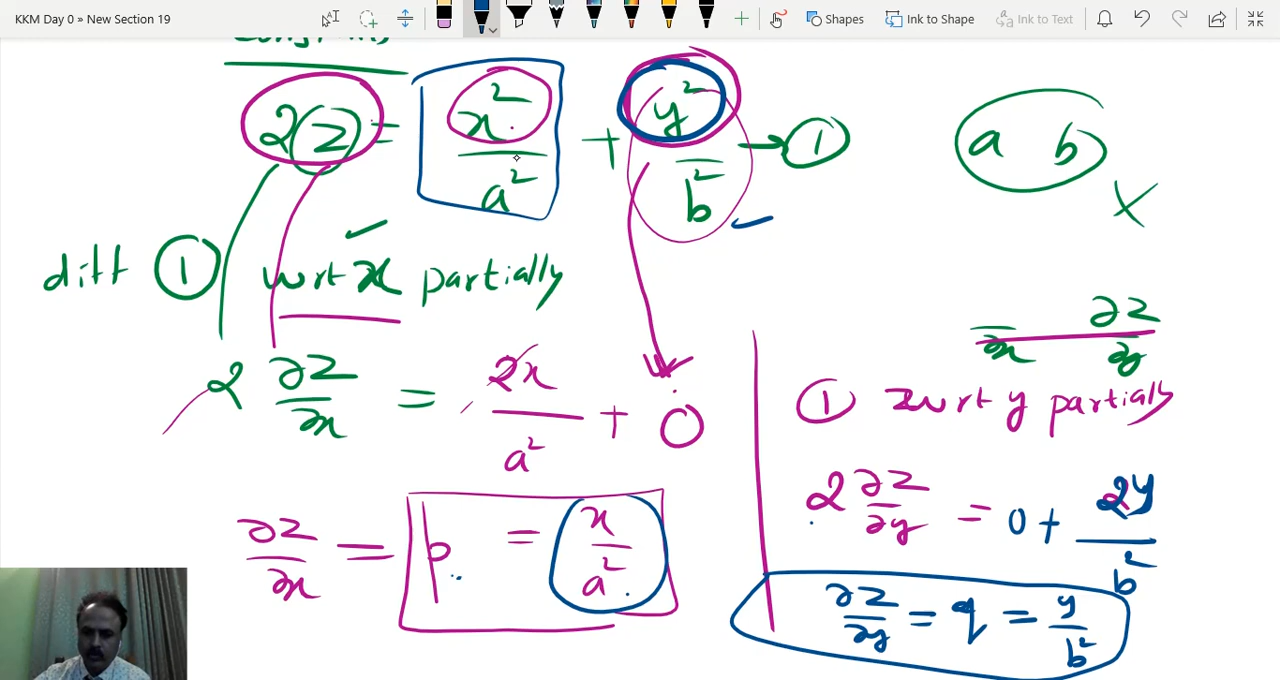 KKM Day 0 » New Section 19
Shapes
Ink to Shape
Ink to Text
2(z) = x²/a² + y²/b² → ①
a b
×
diff ① wrt x partially
2 ∂z/∂x = 2x/a² + 0
∂z/∂x = p = x/a²
∂z/∂y
∂x
① wrt y partially
2 ∂z/∂y = 0 + 2y/b²
∂z/∂y = q = y/b²